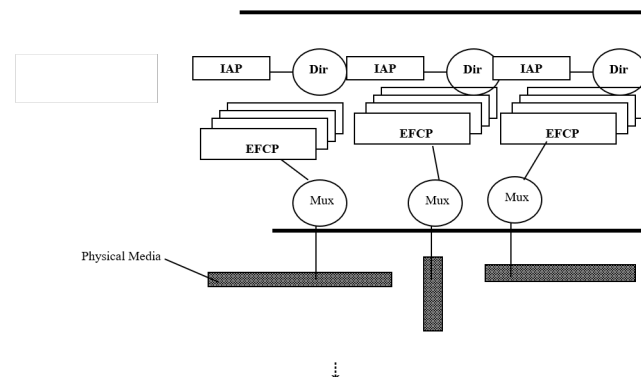 IAP Dir IAP Dir IAP Dir
EFCP EFCP EFCP
Mux Mux Mux
Physical Media